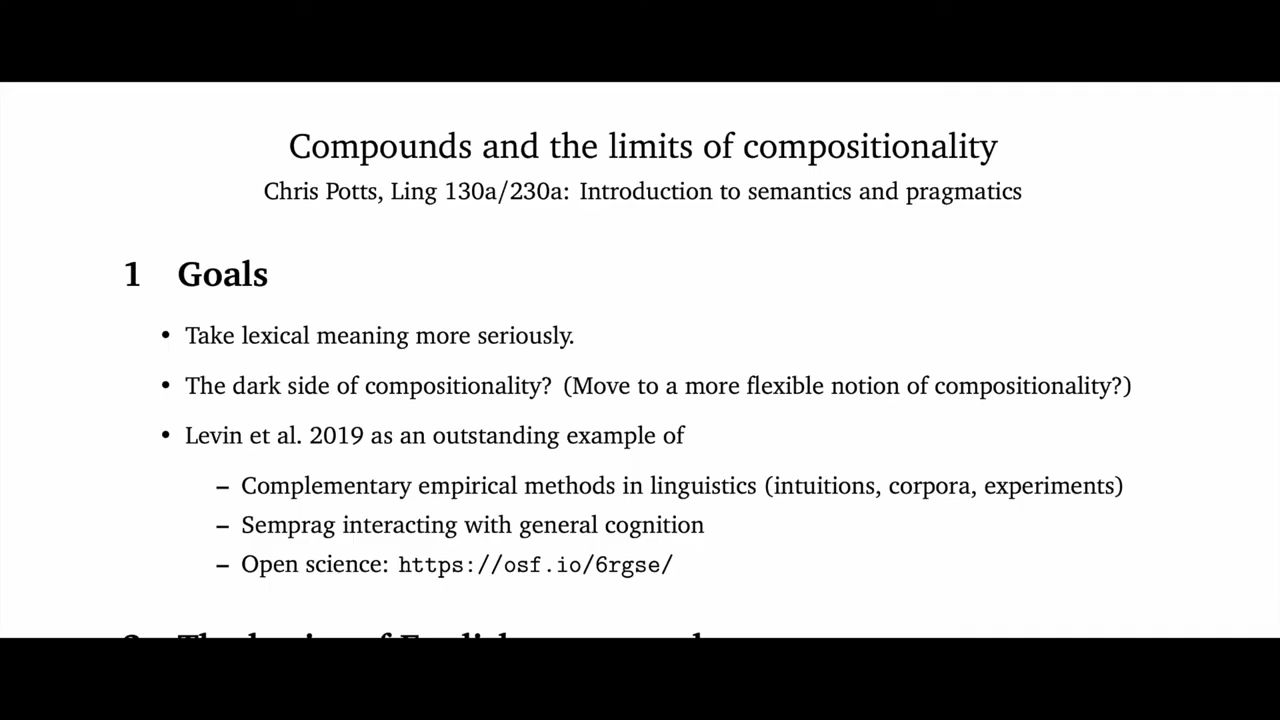 Compounds and the limits of compositionality
Chris Potts, Ling 130a/230a: Introduction to semantics and pragmatics
1 Goals
• Take lexical meaning more seriously.
• The dark side of compositionality? (Move to a more flexible notion of compositionality?)
• Levin et al. 2019 as an outstanding example of
– Complementary empirical methods in linguistics (intuitions, corpora, experiments)
– Semprag interacting with general cognition
– Open science: https://osf.io/6rgse/